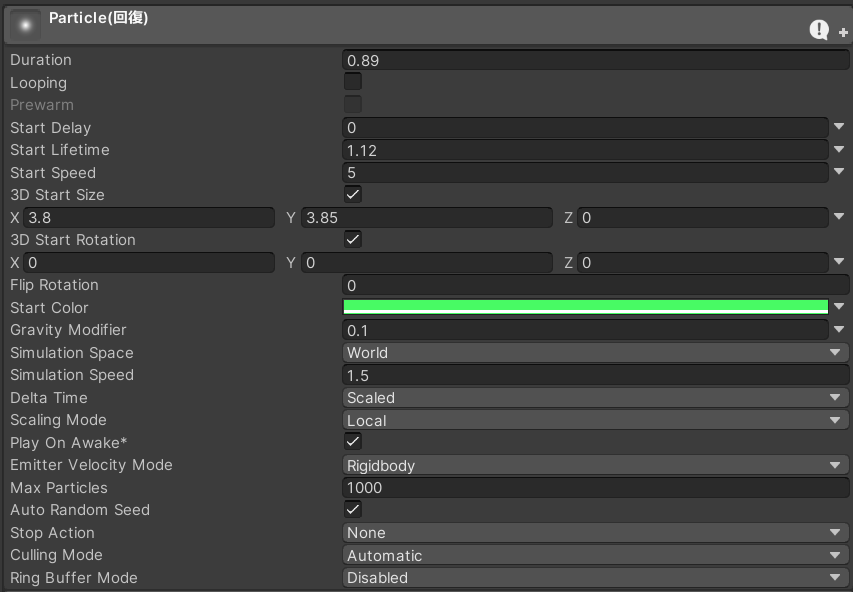 Particle(回復)
Duration 0.89
Looping
Prewarm
Start Delay 0
Start Lifetime 1.12
Start Speed 5
3D Start Size
X 3.8 Y 3.85 Z 0
3D Start Rotation
X 0 Y 0 Z 0
Flip Rotation 0
Start Color
Gravity Modifier 0.1
Simulation Space World
Simulation Speed 1.5
Delta Time Scaled
Scaling Mode Local
Play On Awake*
Emitter Velocity Mode Rigidbody
Max Particles 1000
Auto Random Seed
Stop Action None
Culling Mode Automatic
Ring Buffer Mode Disabled